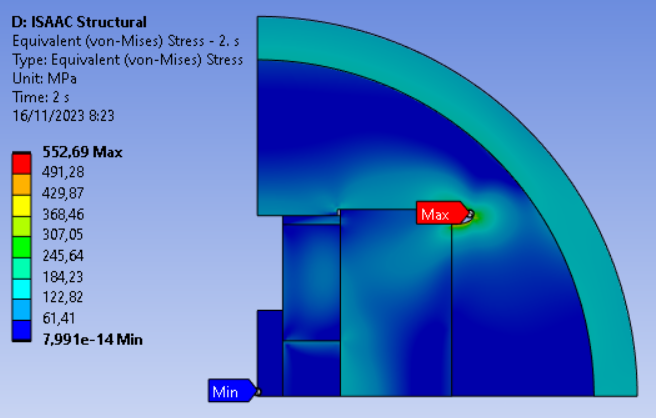 D: ISAAC Structural
Equivalent (von-Mises) Stress - 2. s
Type: Equivalent (von-Mises) Stress
Unit: MPa
Time: 2 s
16/11/2023 8:23
552,69 Max
491,28
429,87
368,46
307,05
245,64
184,23
122,82
61,41
7,991e-14 Min
Max
Min